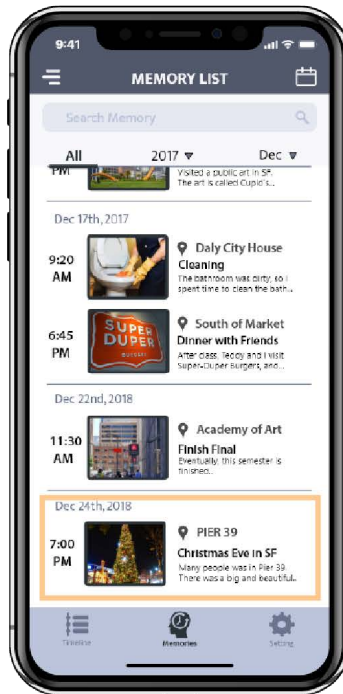 9:41
MEMORY LIST
Search Memory
All 2017 Dec
PM
Visited a public art in SF.
The art is called Cupid's...
Dec 17th, 2017
9:20 AM
Daly City House
Cleaning
The bathroom was dirty, so I
spent time to clean the bath...
6:45 PM
SUPER
DUPER
BURGERS
South of Market
Dinner with Friends
After class, Teddy and I visit
Super-Duper Burgers, and...
Dec 22nd, 2018
11:30 AM
Academy of Art
Finish Final
Eventually, this semester is
finished..
Dec 24th, 2018
7:00 PM
PIER 39
Christmas Eve in SF
Many people was in Pier 39.
There was a big and beautiful..
Timeline
Memories
Setting